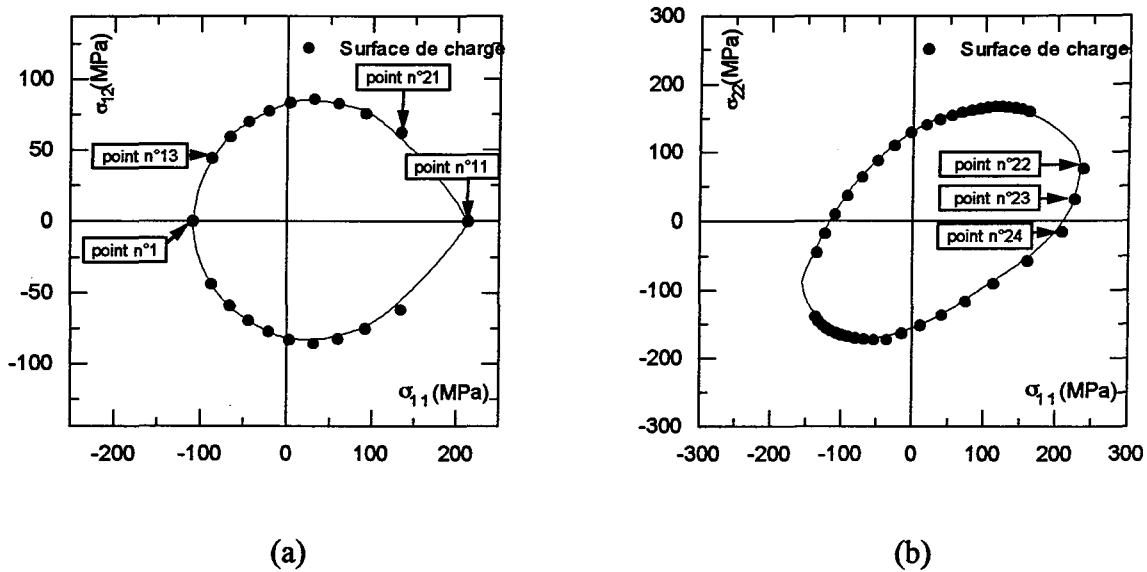 σ12(MPa)
● Surface de charge
point n°21
point n°13
point n°11
point n°1
100
50
0
-50
-100
σ11(MPa)
-200 -100 0 100 200
(a)
σ22(MPa)
● Surface de charge
point n°22
point n°23
point n°24
300
200
100
0
-100
-200
-300
σ11(MPa)
-300 -200 -100 0 100 200 300
(b)